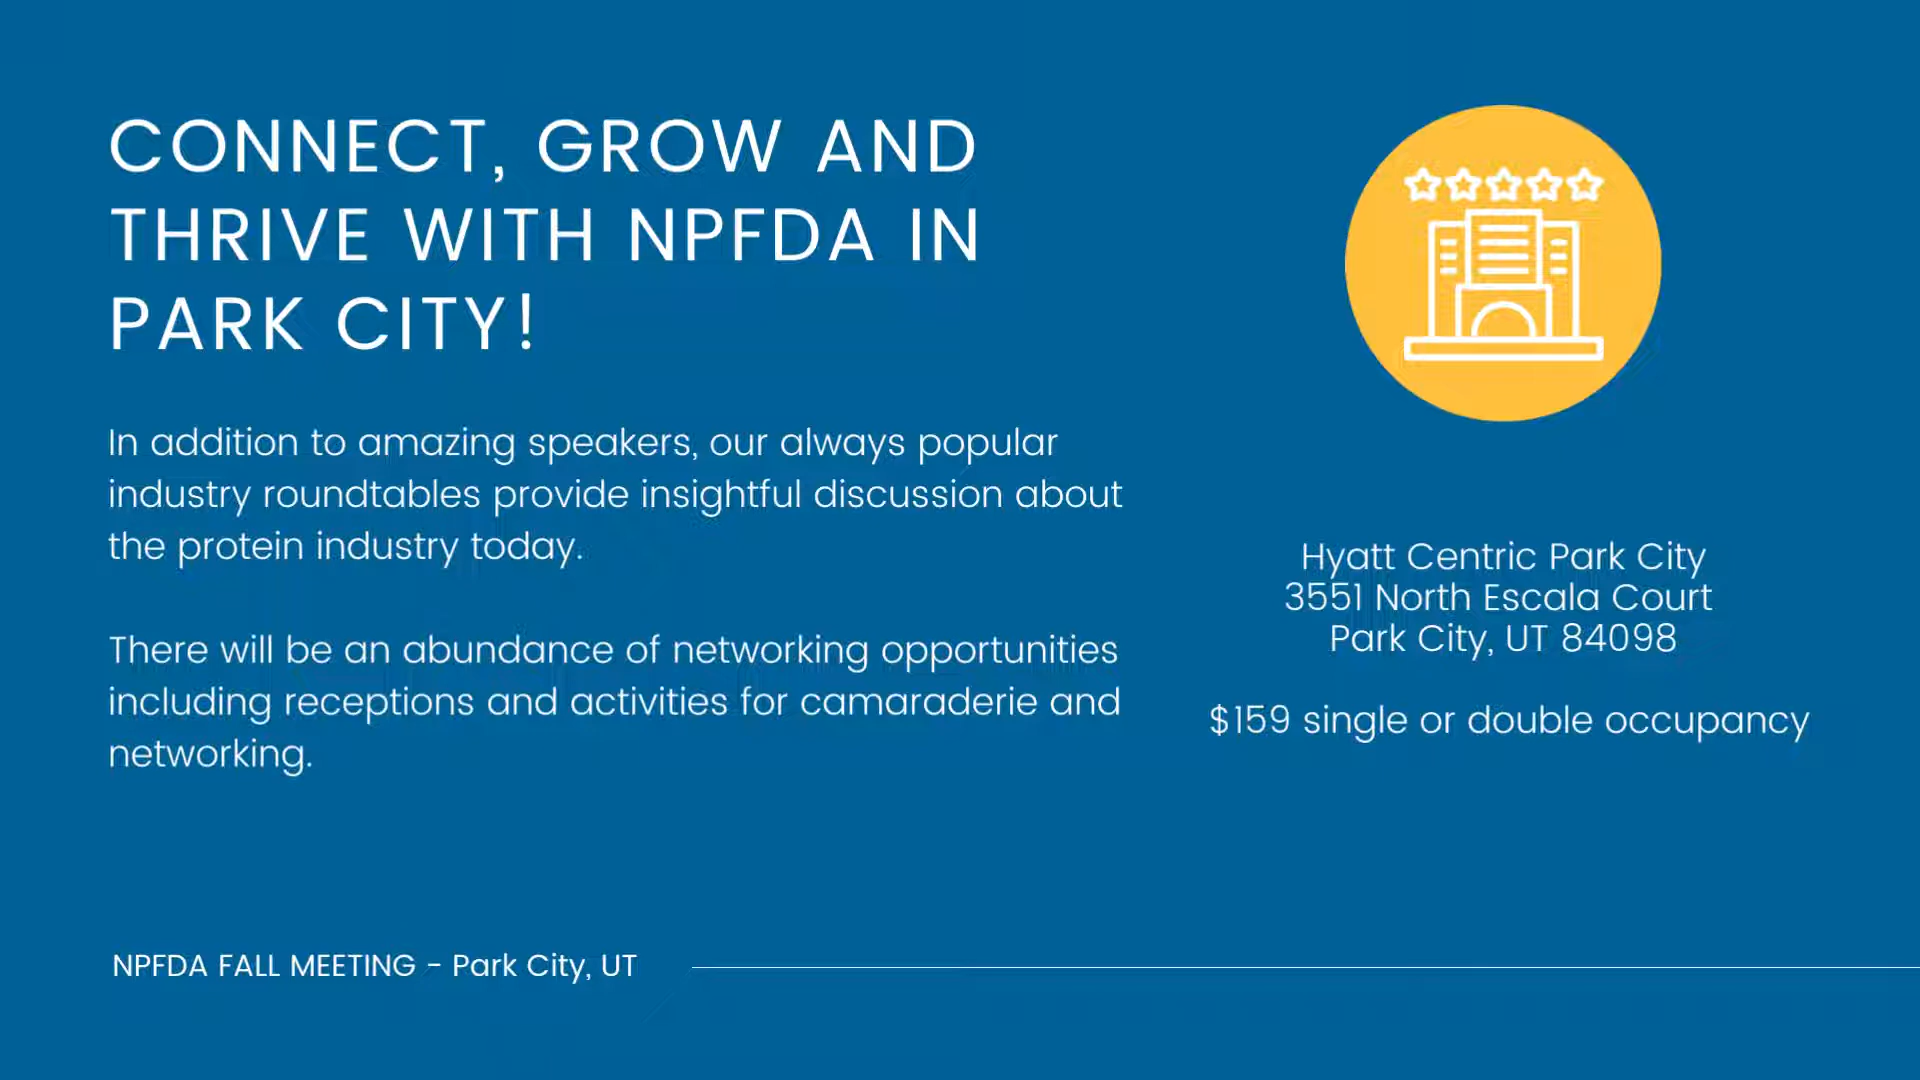 CONNECT, GROW AND
THRIVE WITH NPFDA IN
PARK CITY!
In addition to amazing speakers, our always popular
industry roundtables provide insightful discussion about
the protein industry today.
There will be an abundance of networking opportunities
including receptions and activities for camaraderie and
networking.
Hyatt Centric Park City
3551 North Escala Court
Park City, UT 84098
$159 single or double occupancy
NPFDA FALL MEETING - Park City, UT